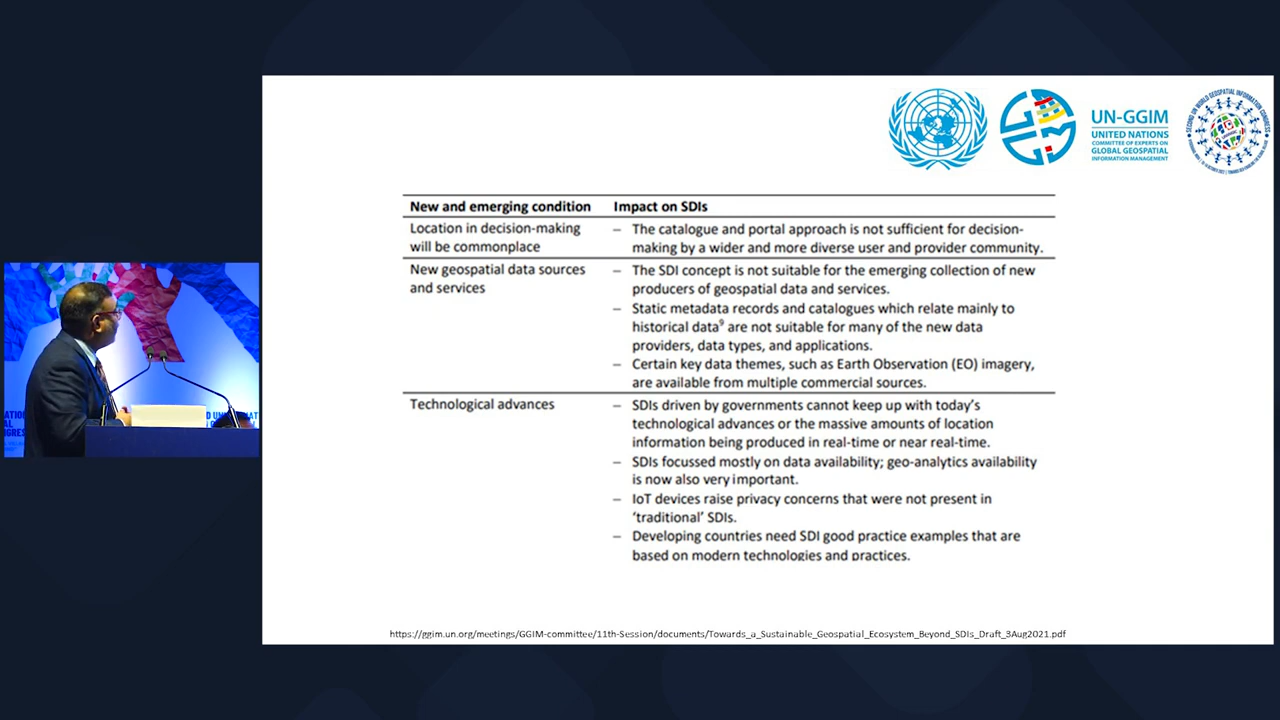 UN-GGIM
UNITED NATIONS
COMMITTEE OF EXPERTS ON
GLOBAL GEOSPATIAL
INFORMATION MANAGEMENT
New and emerging condition Impact on SDIs
Location in decision-making
will be commonplace
– The catalogue and portal approach is not sufficient for decision-
making by a wider and more diverse user and provider community.
New geospatial data sources
and services
– The SDI concept is not suitable for the emerging collection of new
producers of geospatial data and services.
– Static metadata records and catalogues which relate mainly to
historical data⁹ are not suitable for many of the new data
providers, data types, and applications.
– Certain key data themes, such as Earth Observation (EO) imagery,
are available from multiple commercial sources.
Technological advances
– SDIs driven by governments cannot keep up with today’s
technological advances or the massive amounts of location
information being produced in real-time or near real-time.
– SDIs focussed mostly on data availability; geo-analytics availability
is now also very important.
– IoT devices raise privacy concerns that were not present in
‘traditional’ SDIs.
– Developing countries need SDI good practice examples that are
based on modern technologies and practices.
https://ggim.un.org/meetings/GGIM-committee/11th-Session/documents/Towards_a_Sustainable_Geospatial_Ecosystem_Beyond_SDIs_Draft_3Aug2021.pdf